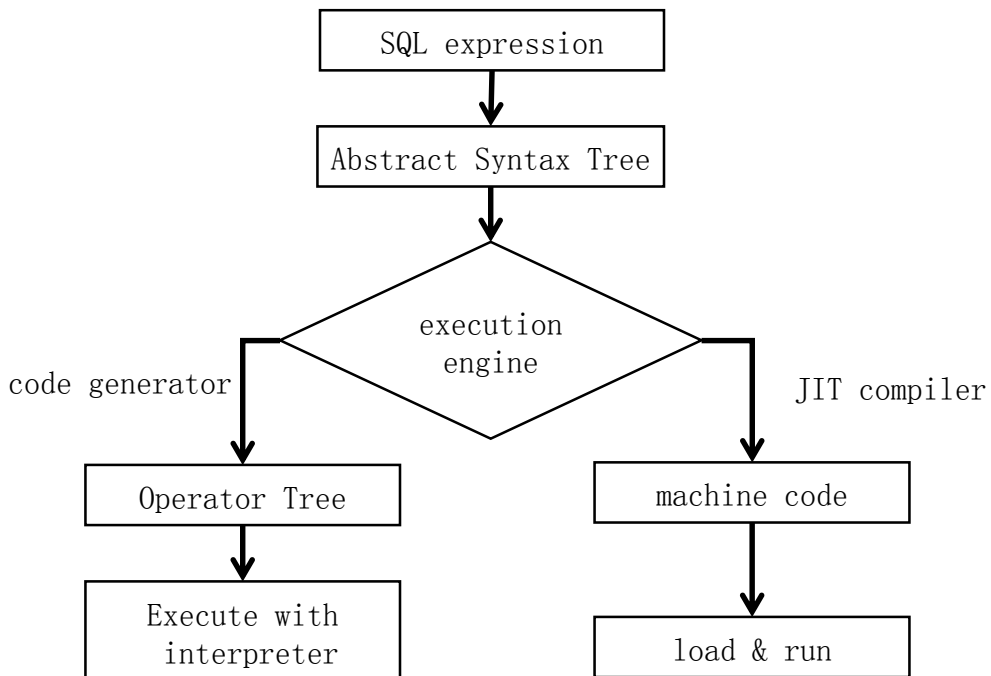 SQL expression
Abstract Syntax Tree
execution
engine
code generator
JIT compiler
Operator Tree
machine code
Execute with
interpreter
load & run